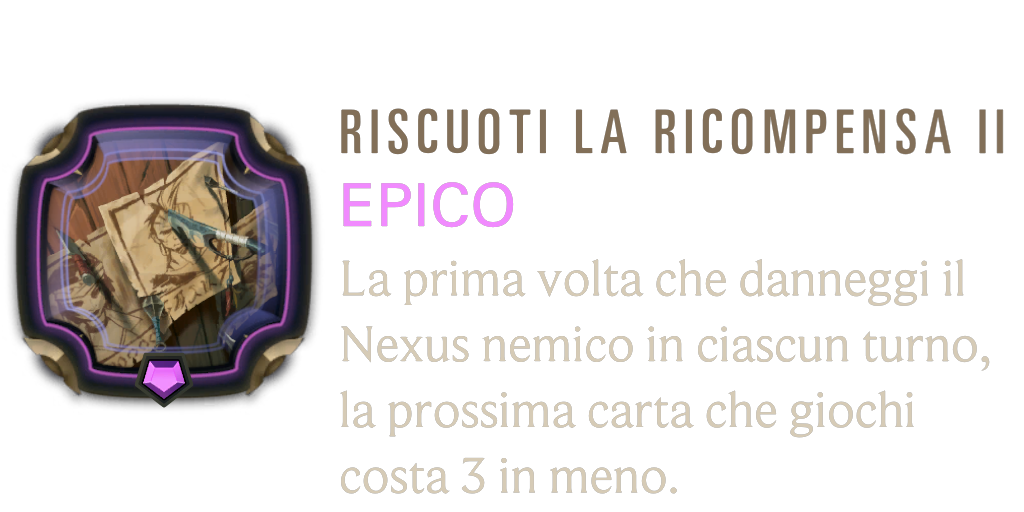 RISCUOTI LA RICOMPENSA II
EPICO
La prima volta che danneggi il
Nexus nemico in ciascun turno,
la prossima carta che giochi
costa 3 in meno.